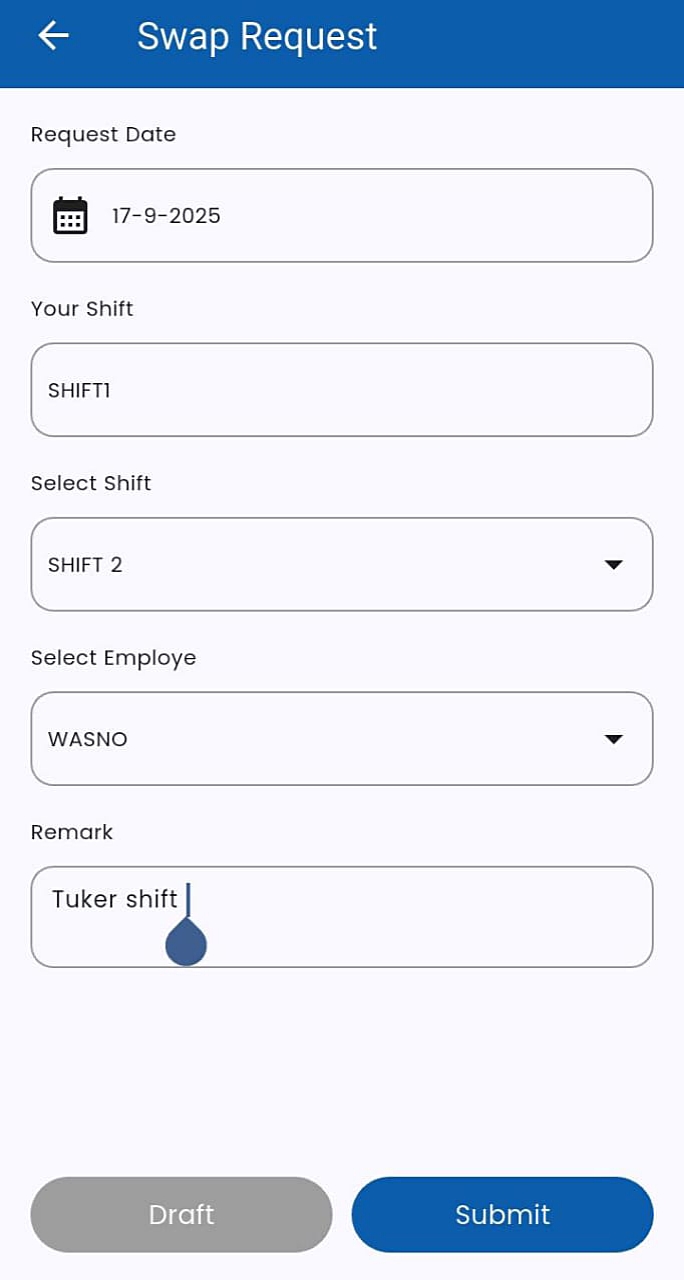 Swap Request
Request Date
17-9-2025
Your Shift
SHIFT1
Select Shift
SHIFT 2
Select Employe
WASNO
Remark
Tuker shift
Draft
Submit